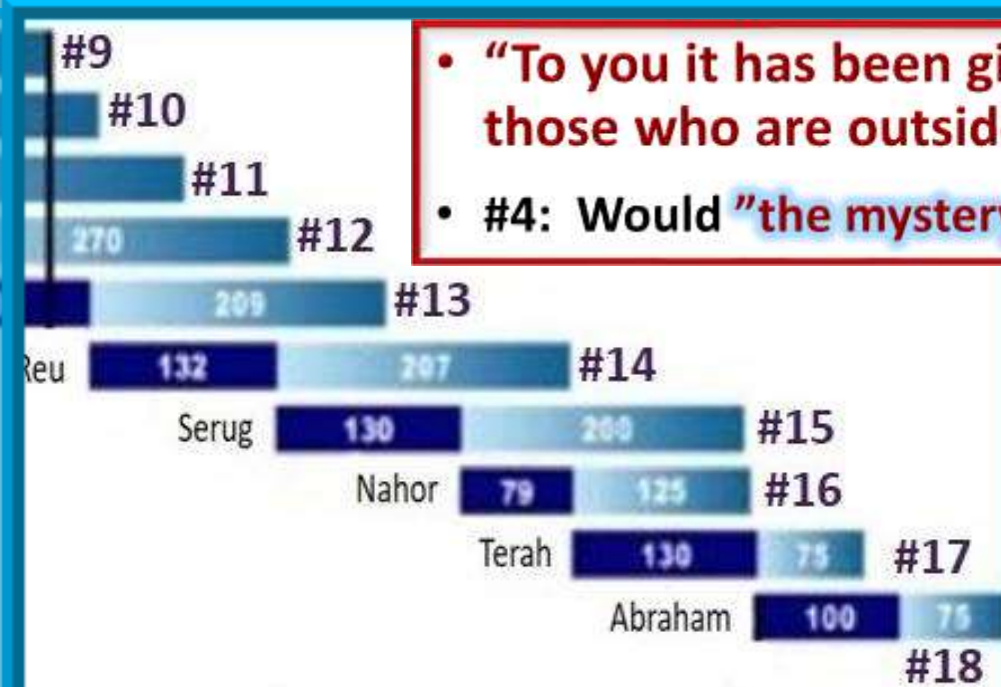 #9
• “To you it has been gi
those who are outsid
• #4: Would ”the mystery
#10
#11
270 #12
209 #13
Reu 132 207 #14
Serug 130 200 #15
Nahor 79 125 #16
Terah 130 75 #17
Abraham 100 75
#18